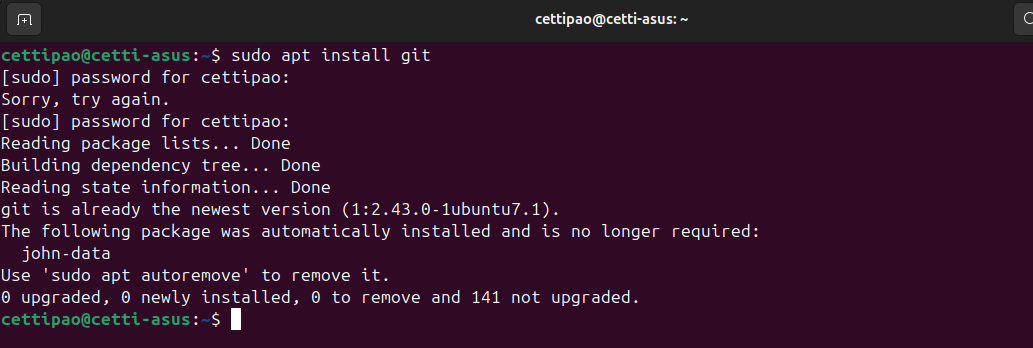 cettipao@cetti-asus: ~
cettipao@cetti-asus:~$ sudo apt install git
[sudo] password for cettipao:
Sorry, try again.
[sudo] password for cettipao:
Reading package lists... Done
Building dependency tree... Done
Reading state information... Done
git is already the newest version (1:2.43.0-1ubuntu7.1).
The following package was automatically installed and is no longer required:
  john-data
Use 'sudo apt autoremove' to remove it.
0 upgraded, 0 newly installed, 0 to remove and 141 not upgraded.
cettipao@cetti-asus:~$